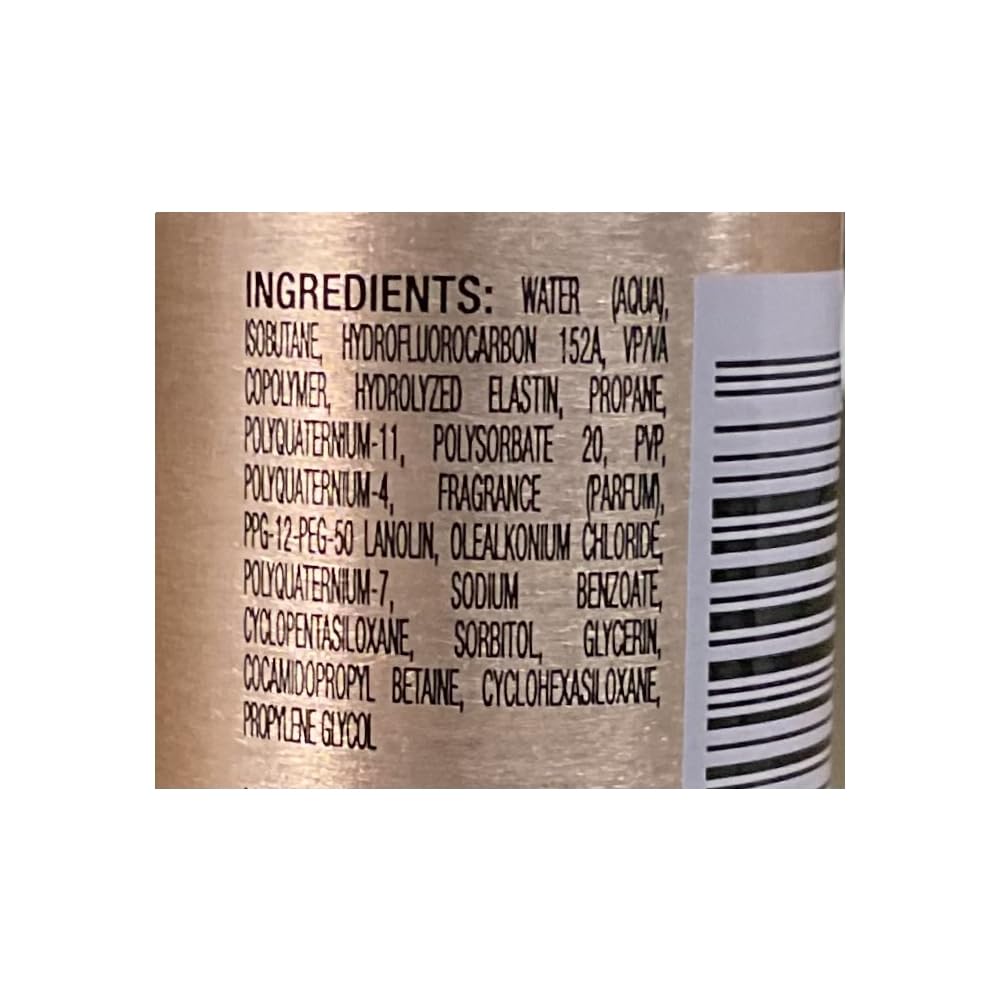 INGREDIENTS: WATER (AQUA),
ISOBUTANE, HYDROFLUOROCARBON 152A, VP/VA
COPOLYMER, HYDROLYZED ELASTIN, PROPANE,
POLYQUATERNIUM-11, POLYSORBATE 20, PVP,
POLYQUATERNIUM-4, FRAGRANCE (PARFUM),
PPG-12-PEG-50 LANOLIN, OLEALKONIUM CHLORIDE,
POLYQUATERNIUM-7, SODIUM BENZOATE,
CYCLOPENTASILOXANE, SORBITOL, GLYCERIN,
COCAMIDOPROPYL BETAINE, CYCLOHEXASILOXANE,
PROPYLENE GLYCOL